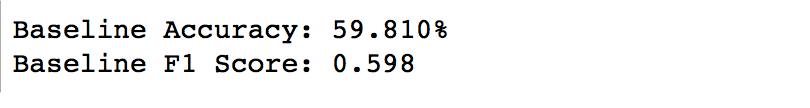 Baseline Accuracy: 59.810%
Baseline F1 Score: 0.598